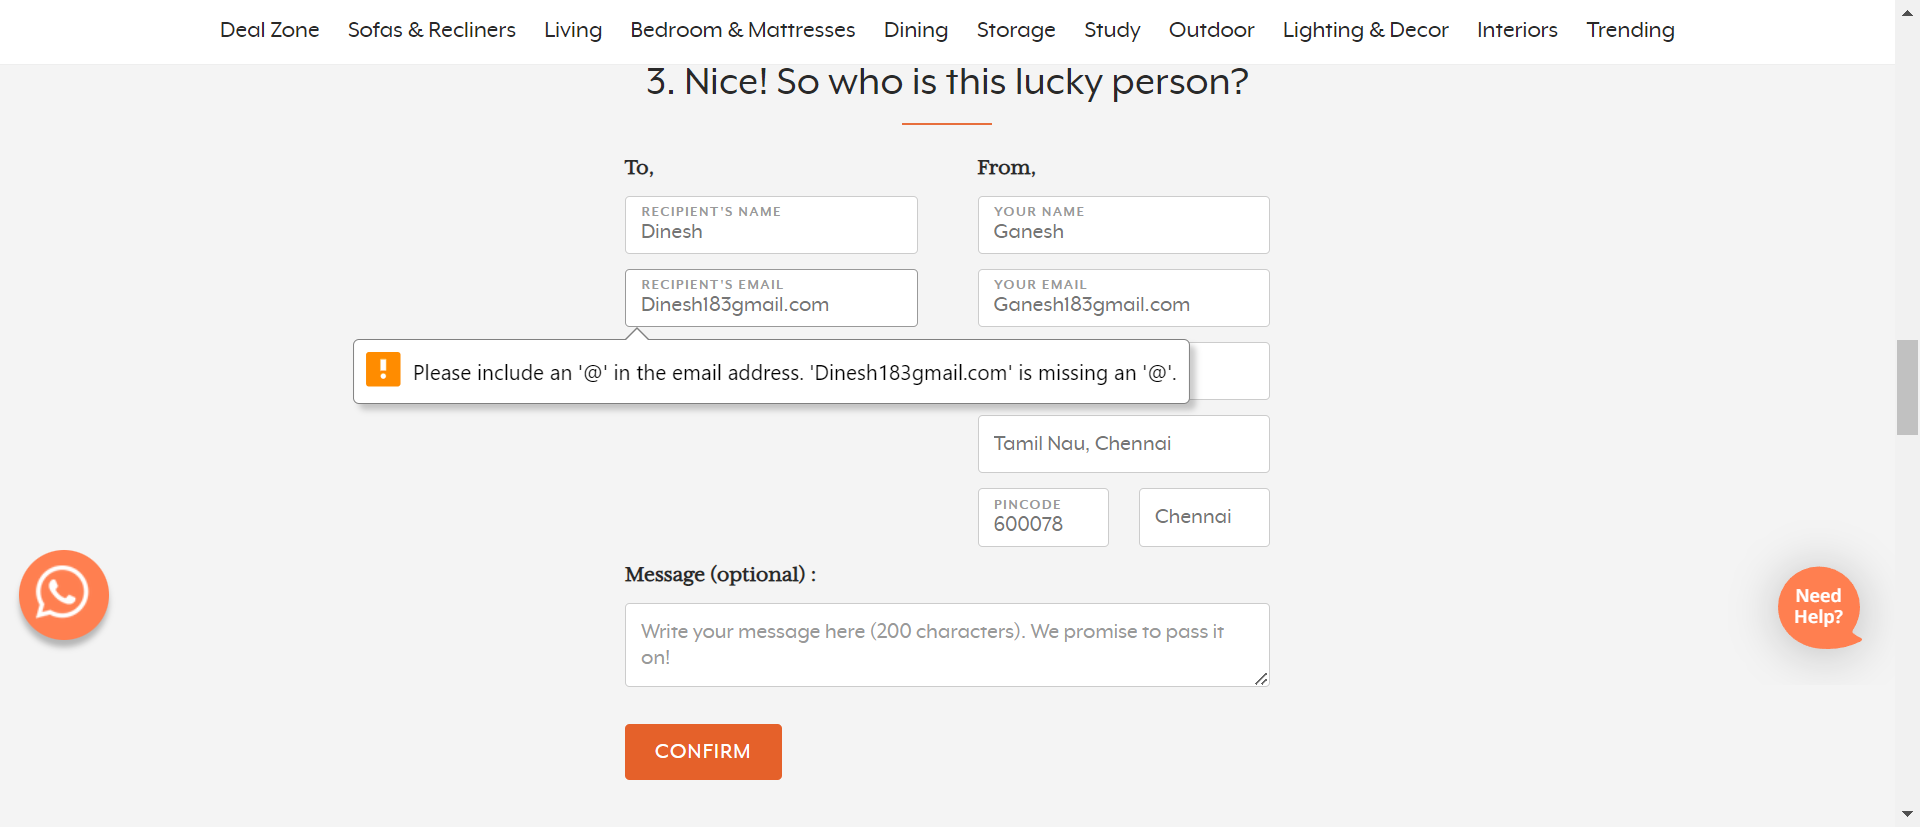 Deal Zone Sofas & Recliners Living Bedroom & Mattresses Dining Storage Study Outdoor Lighting & Decor Interiors Trending
3. Nice! So who is this lucky person?
To,
RECIPIENT'S NAME
Dinesh
RECIPIENT'S EMAIL
Dinesh183gmail.com
Please include an '@' in the email address. 'Dinesh183gmail.com' is missing an '@'.
From,
YOUR NAME
Ganesh
YOUR EMAIL
Ganesh183gmail.com
Tamil Nau, Chennai
PINCODE
600078
Chennai
Message (optional) :
Write your message here (200 characters). We promise to pass it
on!
CONFIRM
Need
Help?